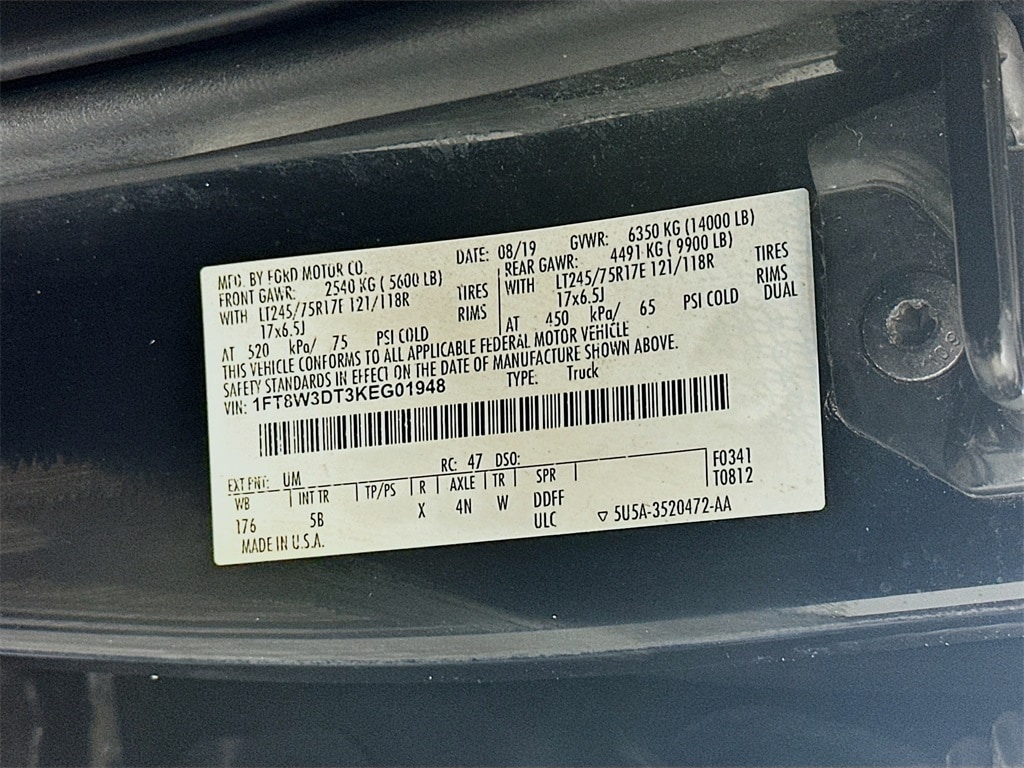 MFD. BY FORD MOTOR CO. DATE: 08/19 GVWR: 6350 KG (14000 LB)
FRONT GAWR: 2540 KG ( 5600 LB) REAR GAWR: 4491 KG ( 9900 LB)
WITH LT245/75R17E 121/118R TIRES WITH LT245/75R17E 121/118R TIRES
17x6.5J RIMS 17x6.5J RIMS
AT 520 kPa/ 75 PSI COLD AT 450 kPa/ 65 PSI COLD DUAL
THIS VEHICLE CONFORMS TO ALL APPLICABLE FEDERAL MOTOR VEHICLE
SAFETY STANDARDS IN EFFECT ON THE DATE OF MANUFACTURE SHOWN ABOVE.
VIN: 1FT8W3DT3KEG01948 TYPE: Truck
EXT PNT: UM RC: 47 DSO: F0341
WB INT TR TP/PS R AXLE TR SPR T0812
176 5B X 4N W DDFF
ULC ▽ 5U5A-3520472-AA
MADE IN U.S.A.